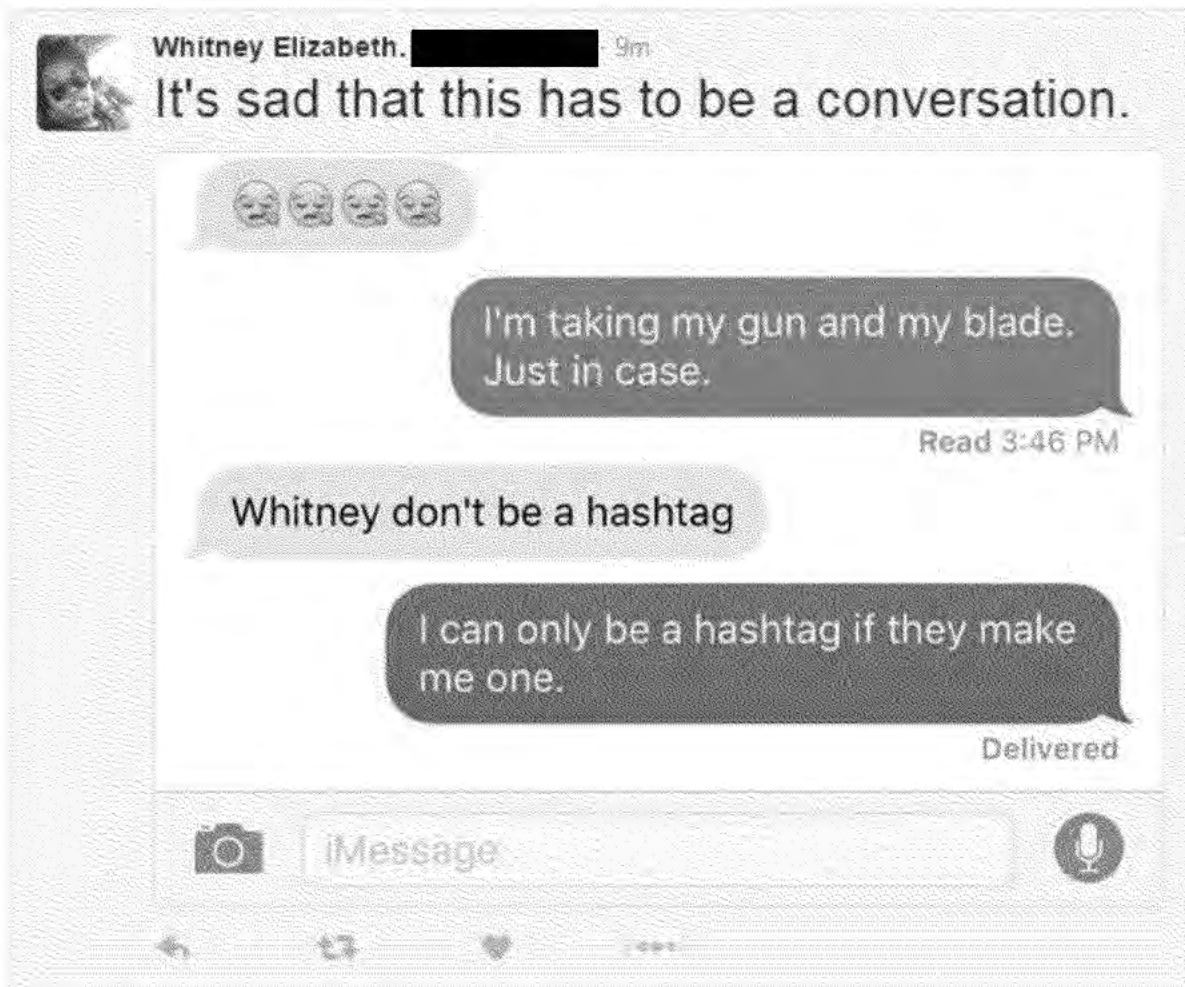 Whitney Elizabeth. · 9m
It's sad that this has to be a conversation.
I'm taking my gun and my blade.
Just in case.
Read 3:46 PM
Whitney don't be a hashtag
I can only be a hashtag if they make
me one.
Delivered
iMessage